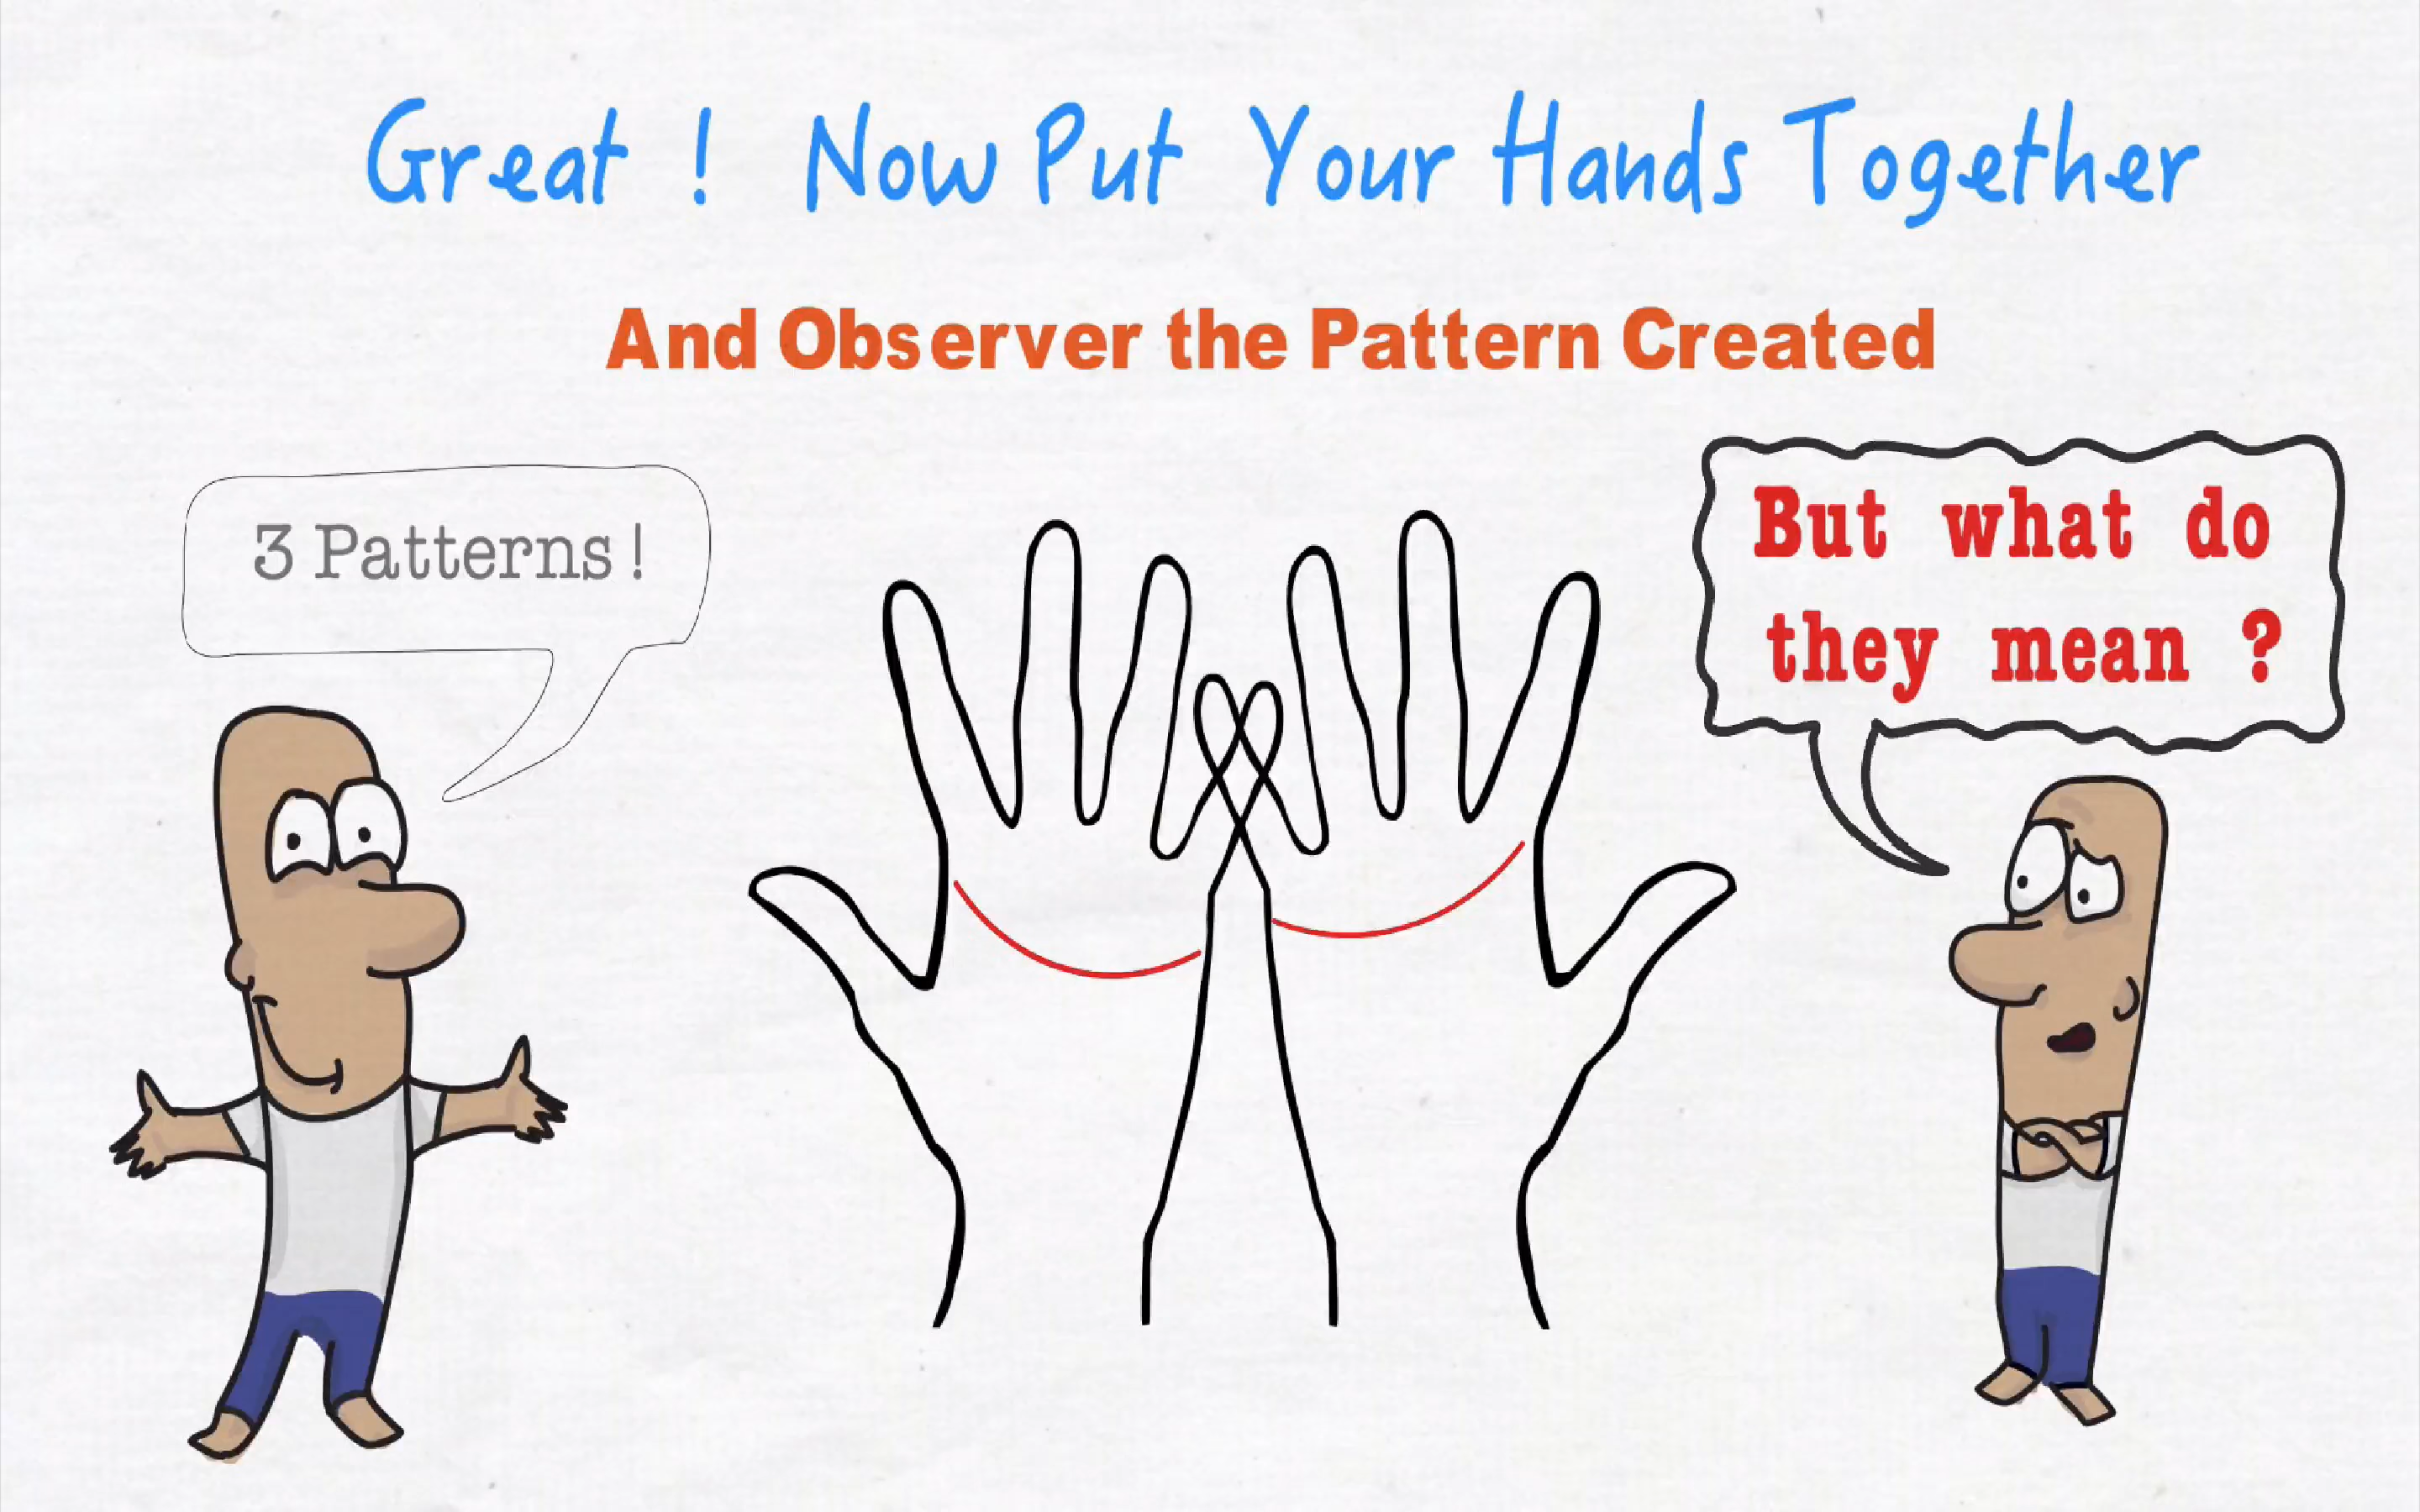 Great ! Now Put Your Hands Together
And Observer the Pattern Created
3 Patterns !
But what do
they mean ?